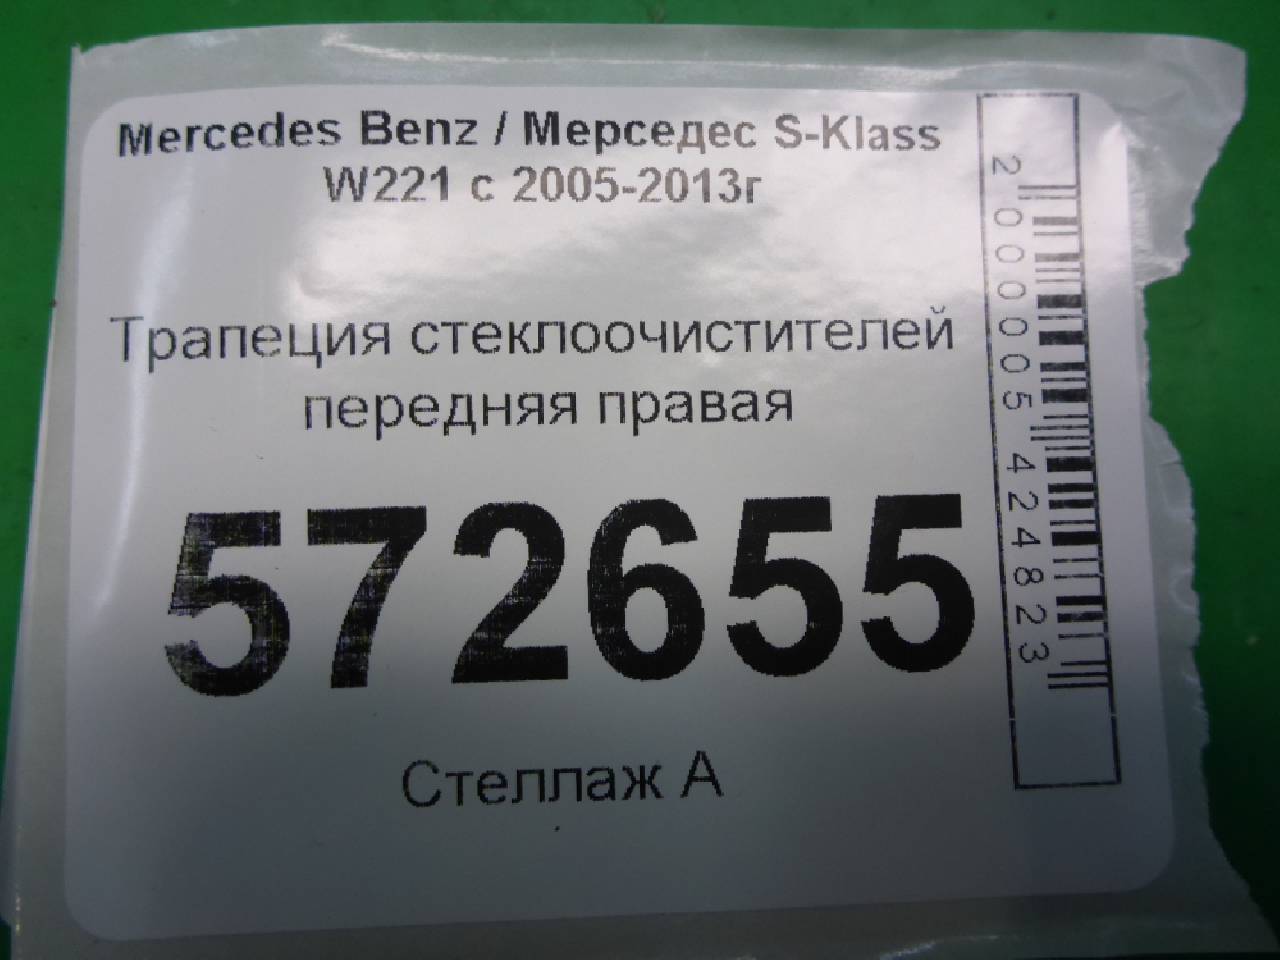 Mercedes Benz / Мерседес S-Klass
W221 с 2005-2013г
Трапеция стеклоочистителей
передняя правая
572655
Стеллаж А
2000005424823